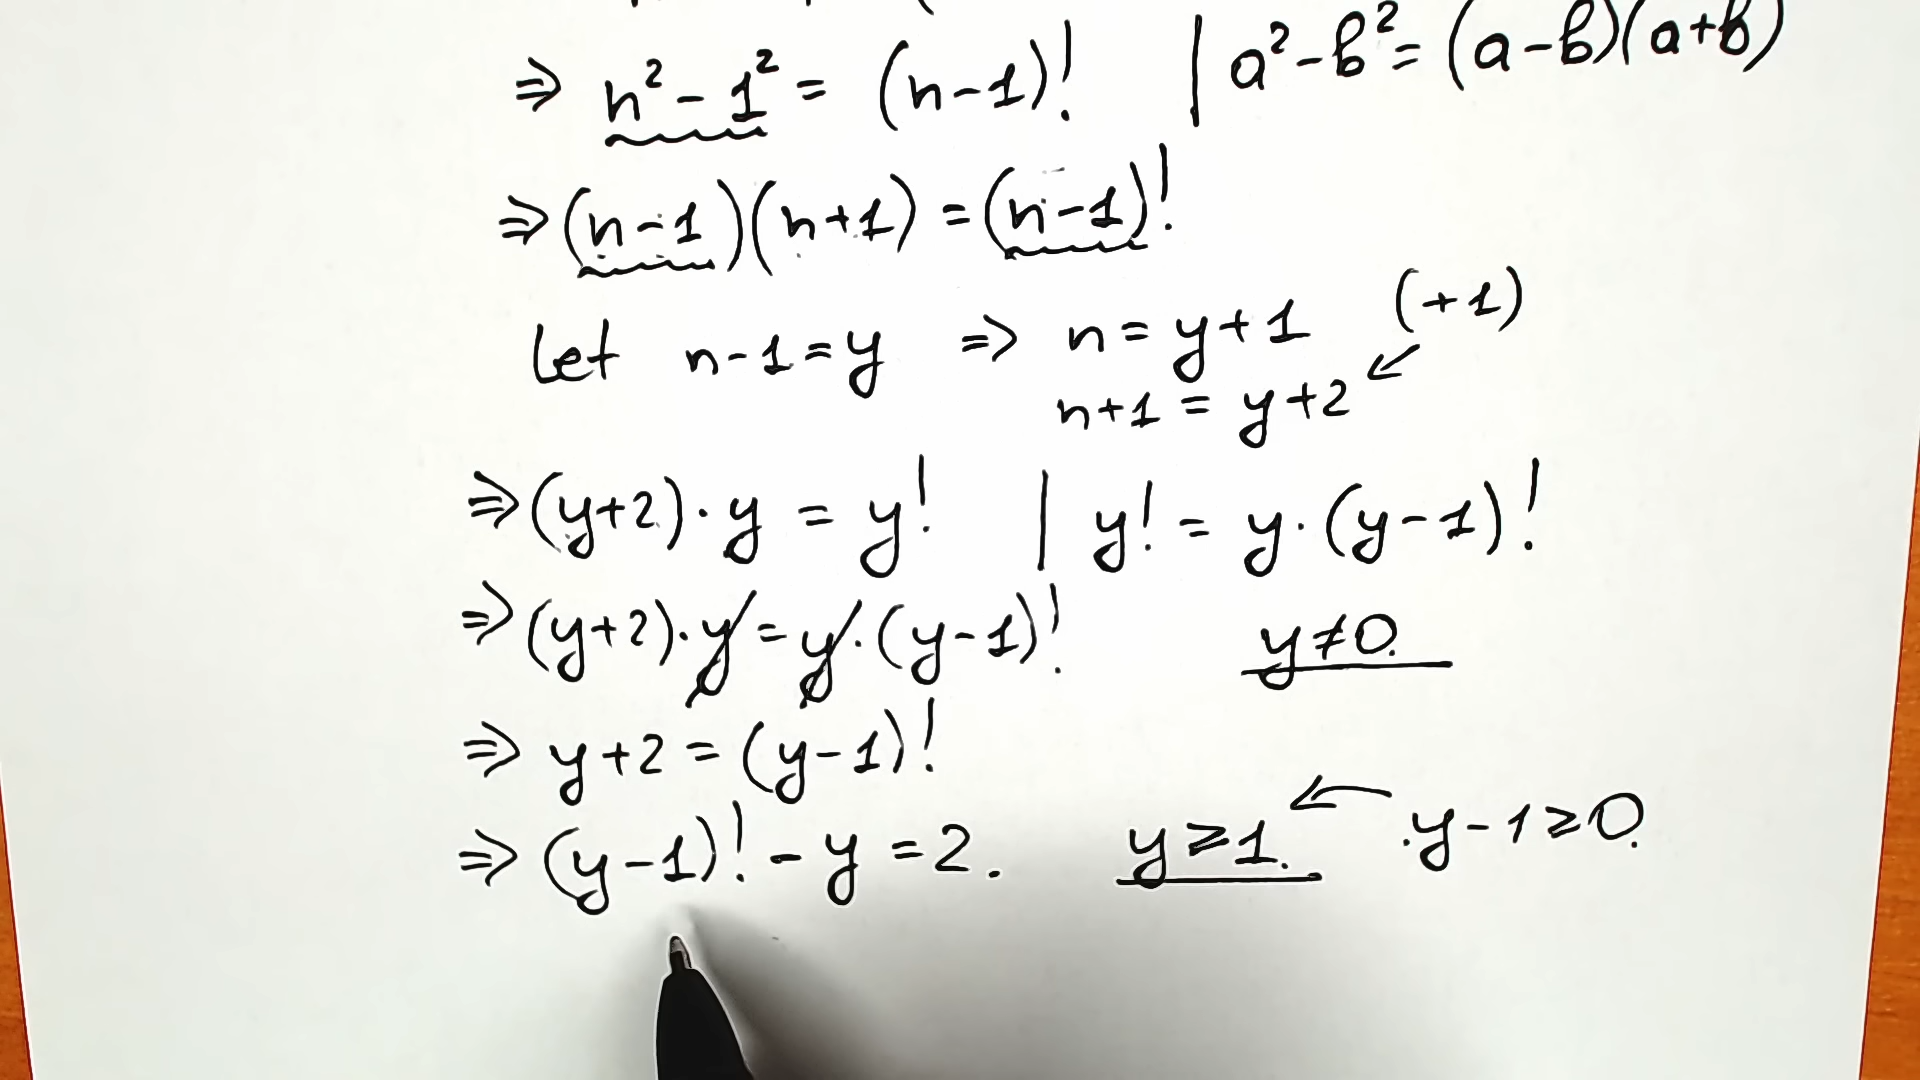 ⇒ n² - 1² = (n-1)! | a² - b² = (a-b)(a+b)
⇒ (n-1)(n+1) = (n-1)!
Let n-1=y ⇒ n = y+1 (+1)
n+1 = y+2 ↙
⇒ (y+2)·y = y! | y! = y·(y-1)!
⇒ (y+2)·y = y·(y-1)! y≠0.
⇒ y+2 = (y-1)!
⇒ (y-1)! - y = 2. y≥1. ← .y-1≥0.